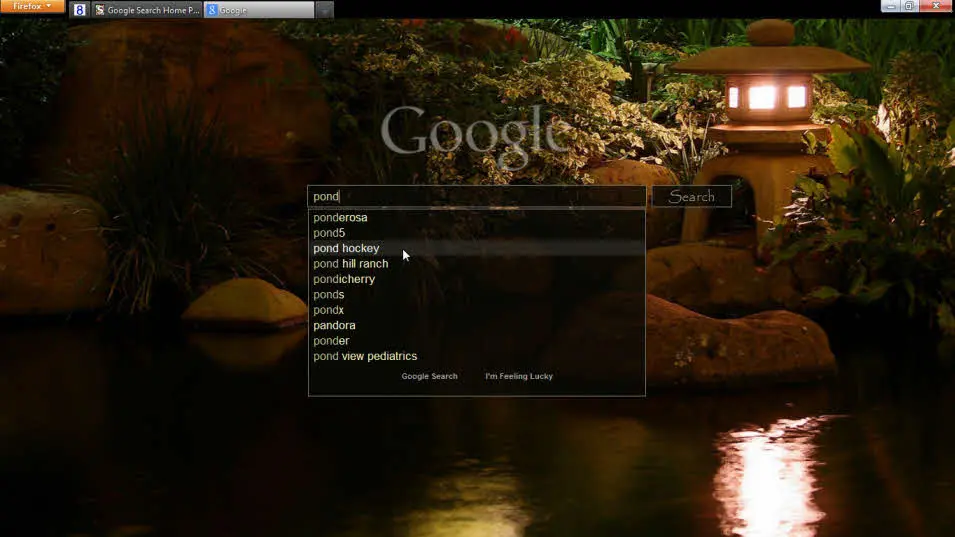 Firefox
8 Google Search Home P... Google
Google
pond Search
ponderosa
pond5
pond hockey
pond hill ranch
pondicherry
ponds
pondx
pandora
ponder
pond view pediatrics
Google Search I'm Feeling Lucky